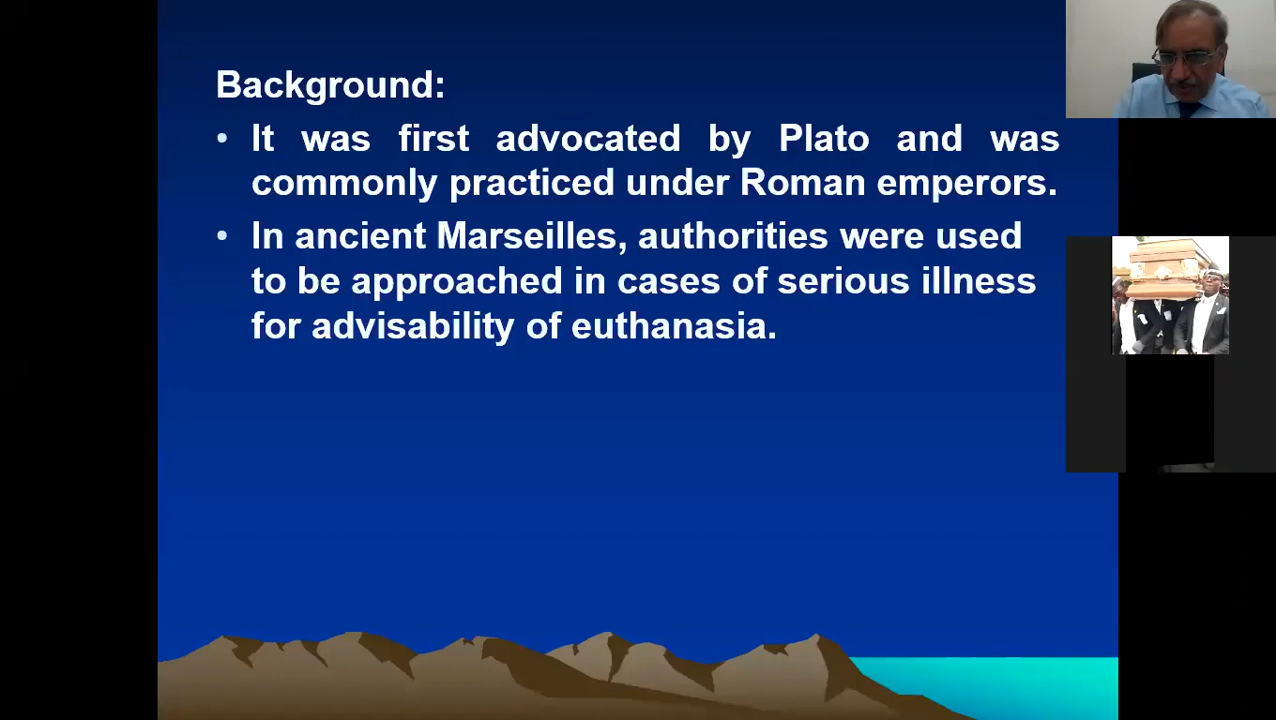 Background:
• It was first advocated by Plato and was
commonly practiced under Roman emperors.
• In ancient Marseilles, authorities were used
to be approached in cases of serious illness
for advisability of euthanasia.